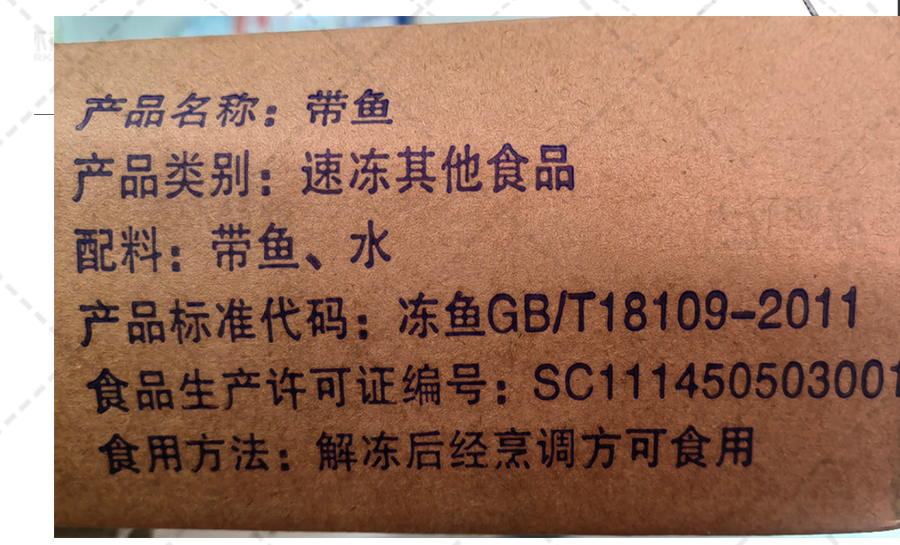 产品名称：带鱼
产品类别：速冻其他食品
配料：带鱼、水
产品标准代码：冻鱼GB/T18109-2011
食品生产许可证编号：SC111450503001
食用方法：解冻后经烹调方可食用